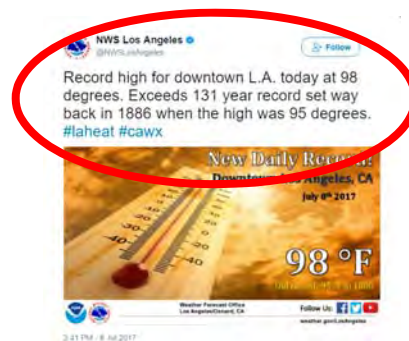 NWS Los Angeles
@NWSLosAngeles
Follow
Record high for downtown L.A. today at 98
degrees. Exceeds 131 year record set way
back in 1886 when the high was 95 degrees.
#laheat #cawx
New Daily Record:
Downtown Los Angeles, CA
July 8th 2017
98 °F
Weather Forecast Office
Los Angeles/Oxnard, CA
Follow Us:
weather.gov/LosAngeles
3:41 PM - 8 Jul 2017